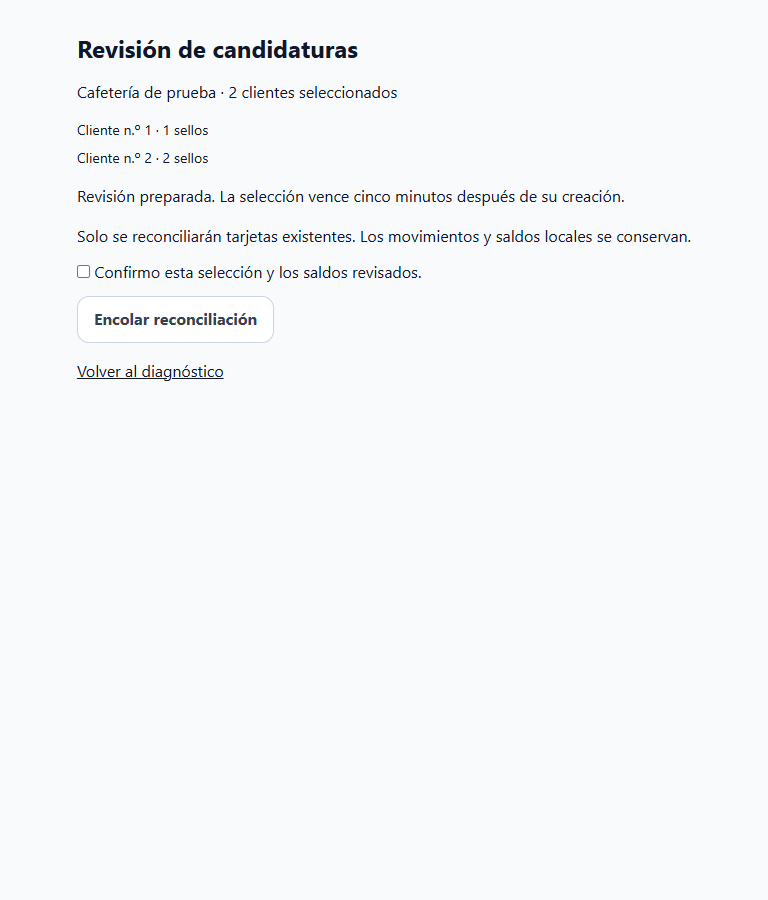 Revisión de candidaturas
Cafetería de prueba · 2 clientes seleccionados
Cliente n.º 1 · 1 sellos
Cliente n.º 2 · 2 sellos
Revisión preparada. La selección vence cinco minutos después de su creación.
Solo se reconciliarán tarjetas existentes. Los movimientos y saldos locales se conservan.
Confirmo esta selección y los saldos revisados.
Encolar reconciliación
Volver al diagnóstico